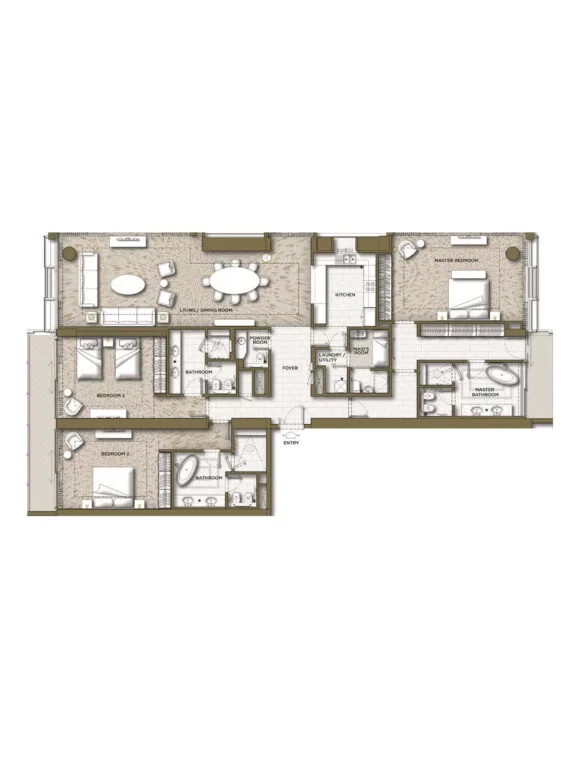 MASTER BEDROOM
KITCHEN
LIVING / DINING ROOM
POWDER
ROOM
LAUNDRY /
UTILITY
MAID'S
ROOM
FOYER
BATHROOM
BEDROOM 2
MASTER
BATHROOM
ENTRY
BEDROOM 2
BATHROOM